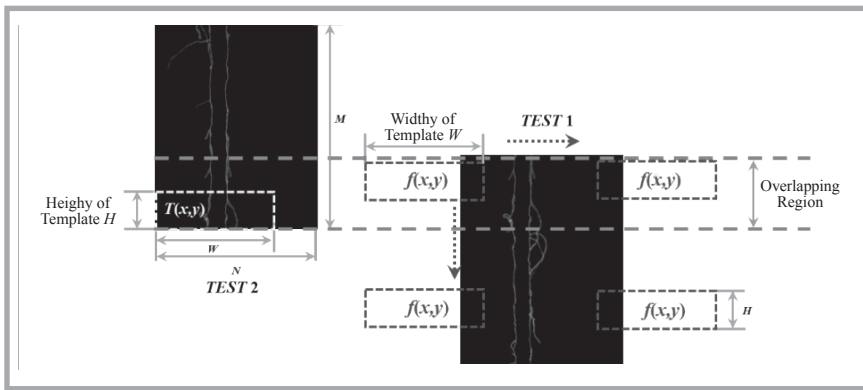 M
Widthy of
Template W
TEST 1
f(x,y)
f(x,y)
Overlapping
Region
Heighy of
Template H
T(x,y)
W
N
TEST 2
f(x,y)
f(x,y)
H